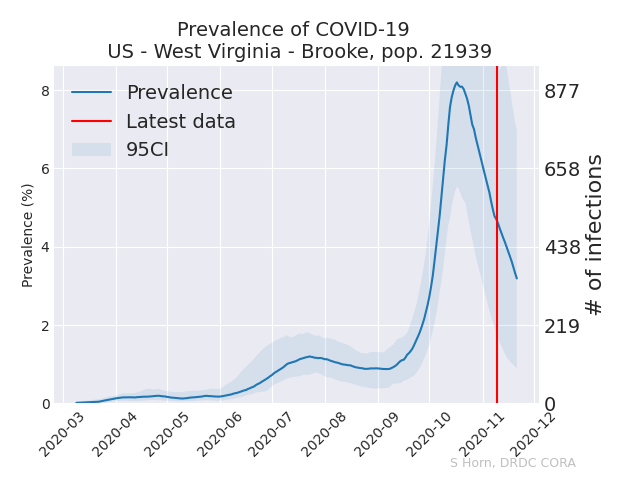 Prevalence of COVID-19
US - West Virginia - Brooke, pop. 21939
Prevalence
Latest data
95CI
Prevalence (%)
8
6
4
2
0
877
658
438
219
0
# of infections
2020-03
2020-04
2020-05
2020-06
2020-07
2020-08
2020-09
2020-10
2020-11
2020-12
S Horn, DRDC CORA